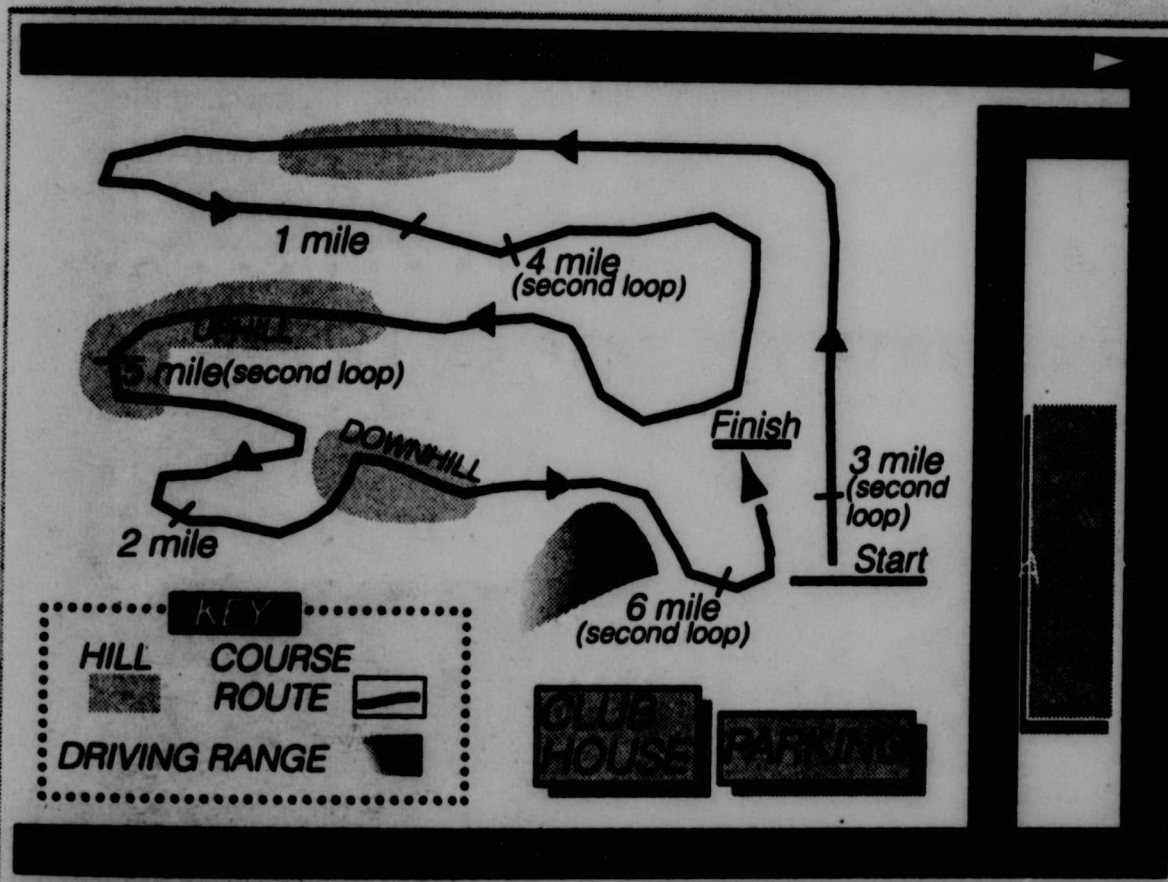 1 mile
4 mile
(second loop)
UPHILL
5 mile(second loop)
DOWNHILL
Finish
3 mile
(second
loop)
2 mile
Start
6 mile
(second loop)
KEY
HILL
COURSE
ROUTE
DRIVING RANGE
CLUB
HOUSE
PARKING